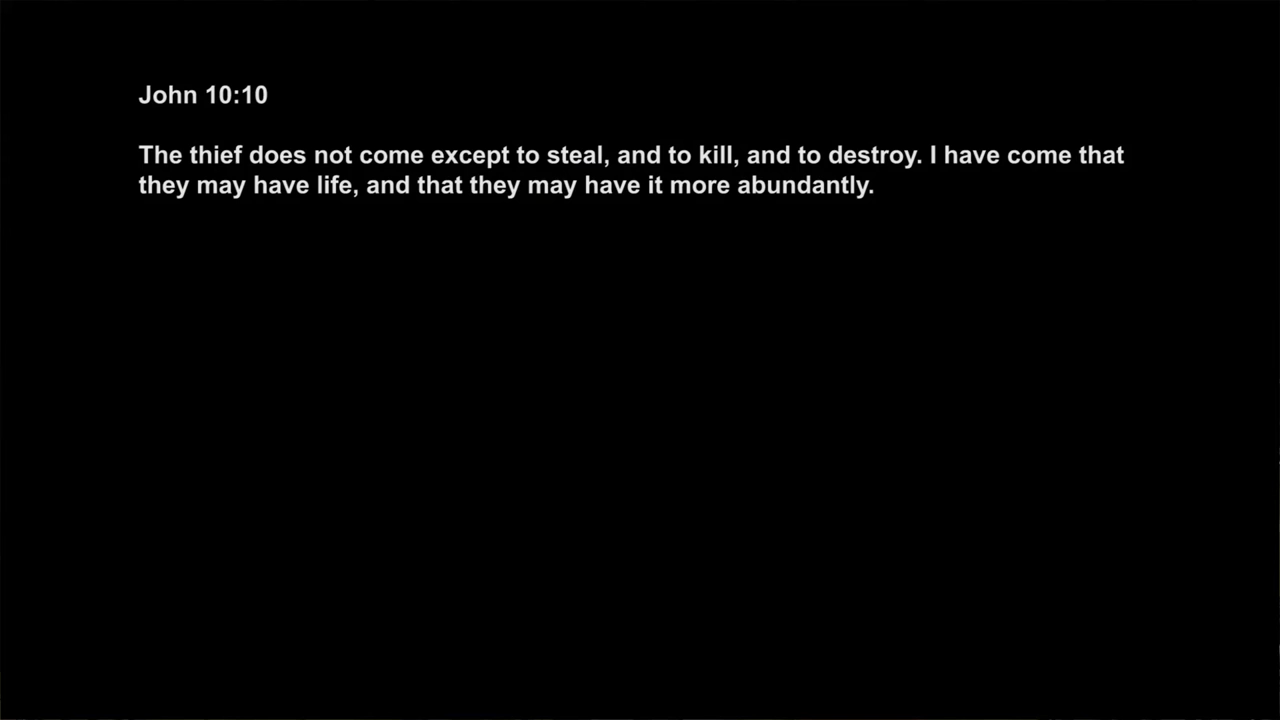 John 10:10
The thief does not come except to steal, and to kill, and to destroy. I have come that
they may have life, and that they may have it more abundantly.